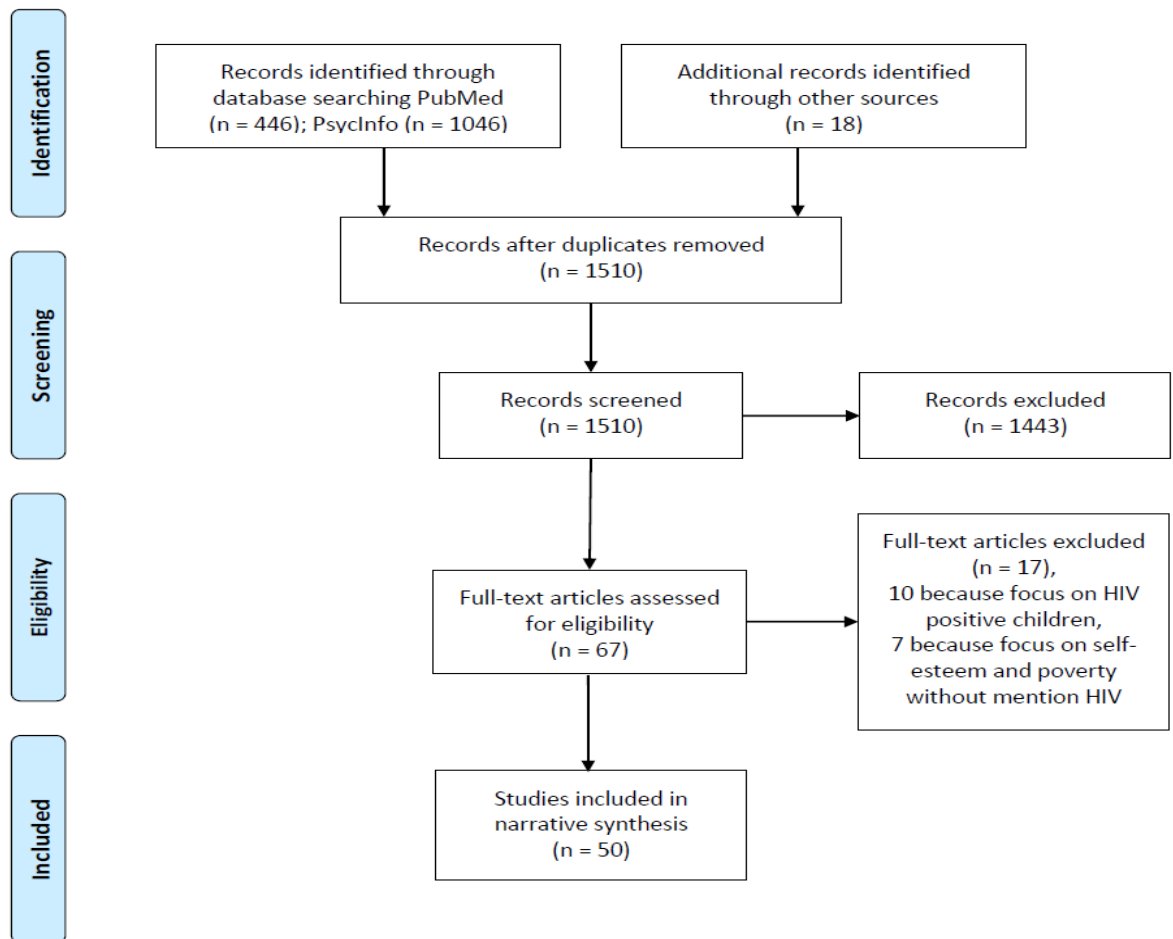 Identification
Records identified through
database searching PubMed
(n = 446); PsycInfo (n = 1046)
Additional records identified
through other sources
(n = 18)
Records after duplicates removed
(n = 1510)
Screening
Records screened
(n = 1510)
Records excluded
(n = 1443)
Eligibility
Full-text articles assessed
for eligibility
(n = 67)
Full-text articles excluded
(n = 17),
10 because focus on HIV
positive children,
7 because focus on self-
esteem and poverty
without mention HIV
Included
Studies included in
narrative synthesis
(n = 50)